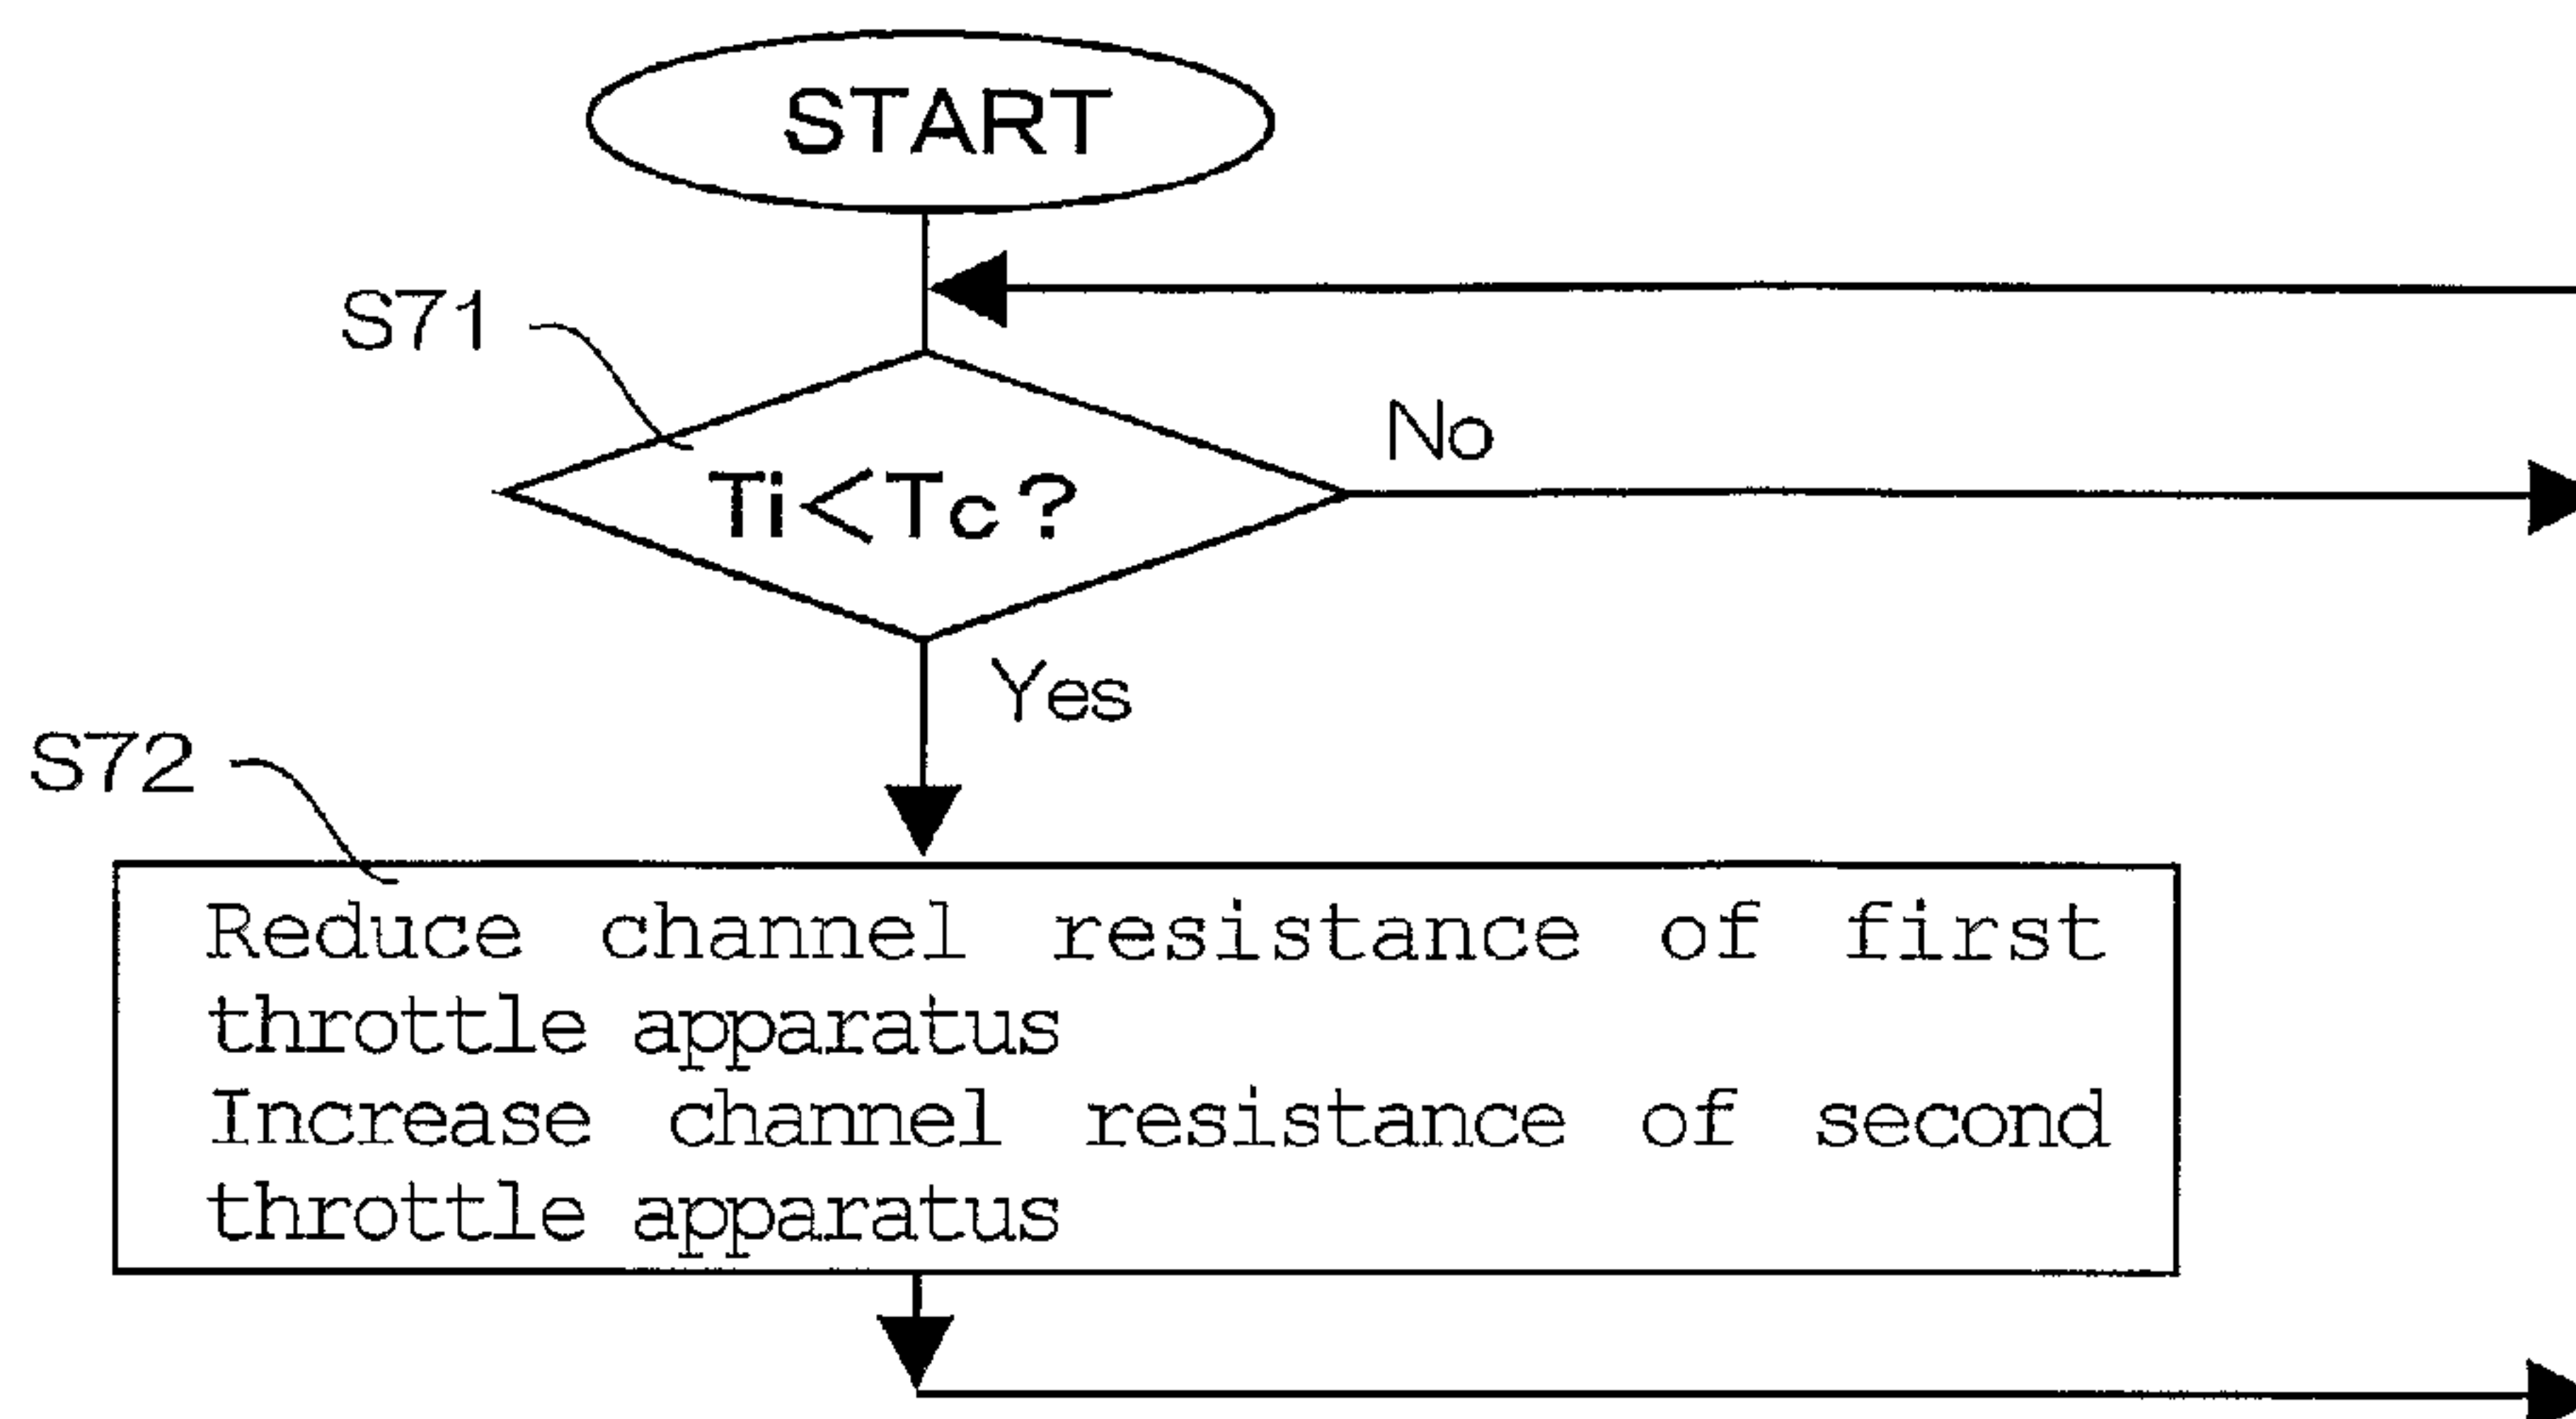 START
S71
No
Ti<Tc?
Yes
S72
Reduce channel resistance of first
throttle apparatus
Increase channel resistance of second
throttle apparatus